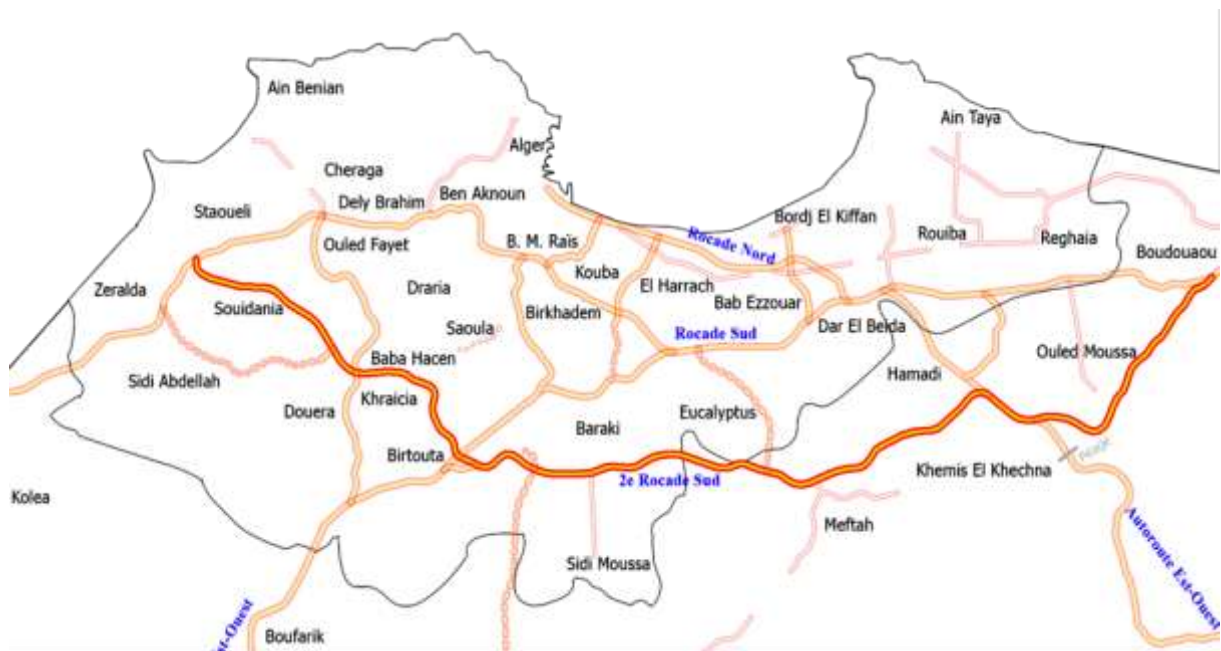 Ain Benian
Ain Taya
Alger
Cheraga
Ben Aknoun
Dely Brahim
Staoueli
Bordj El Kiffan
Rouiba
Reghaia
Ouled Fayet
B. M. Raïs
Rocade Nord
Boudouaou
Kouba
Zeralda
Draria
El Harrach
Bab Ezzouar
Souidania
Birkhadem
Saoula
Rocade Sud
Dar El Beida
Baba Hacen
Ouled Moussa
Sidi Abdellah
Hamadi
Khraicia
Douera
Eucalyptus
Baraki
Birtouta
Khemis El Khechna
2e Rocade Sud
Kolea
Meftah
Autoroute Est-Ouest
Sidi Moussa
Est-Ouest
Boufarik